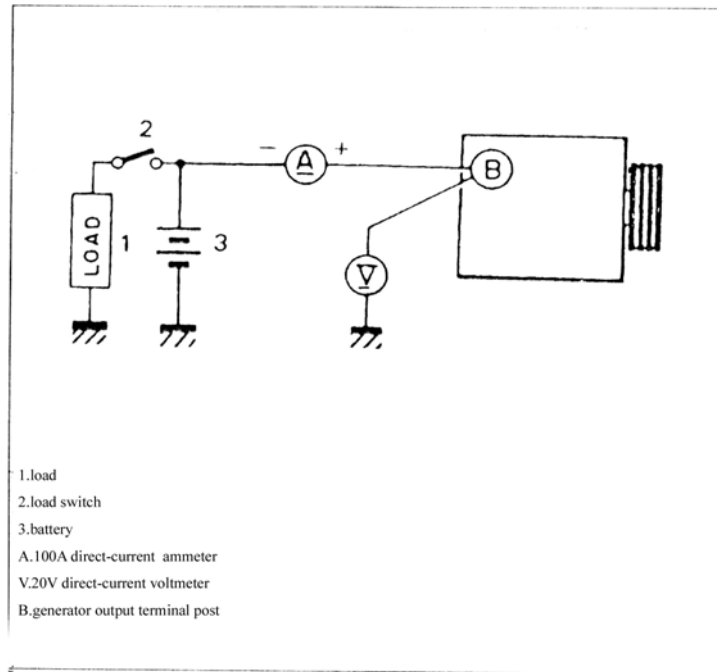 2
- A +
B
LOAD 1
3
V
1.load
2.load switch
3.battery
A.100A direct-current ammeter
V.20V direct-current voltmeter
B.generator output terminal post